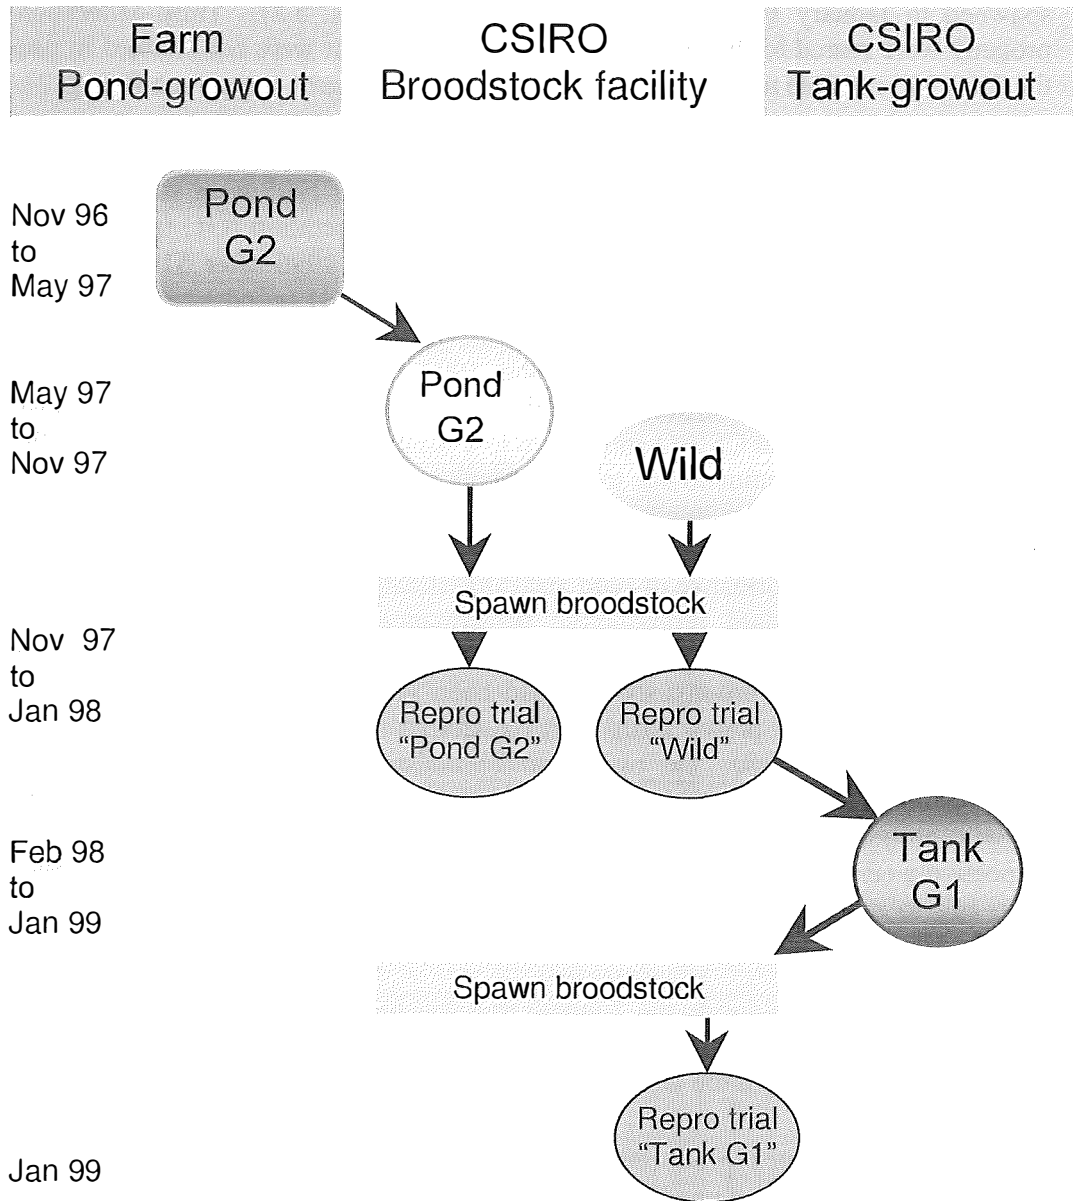 Farm
Pond-growout
CSIRO
Broodstock facility
CSIRO
Tank-growout
Nov 96
to
May 97
Pond
G2
May 97
to
Nov 97
Pond
G2
Wild
Spawn broodstock
Nov 97
to
Jan 98
Repro trial
“Pond G2”
Repro trial
“Wild”
Feb 98
to
Jan 99
Tank
G1
Spawn broodstock
Repro trial
“Tank G1”
Jan 99